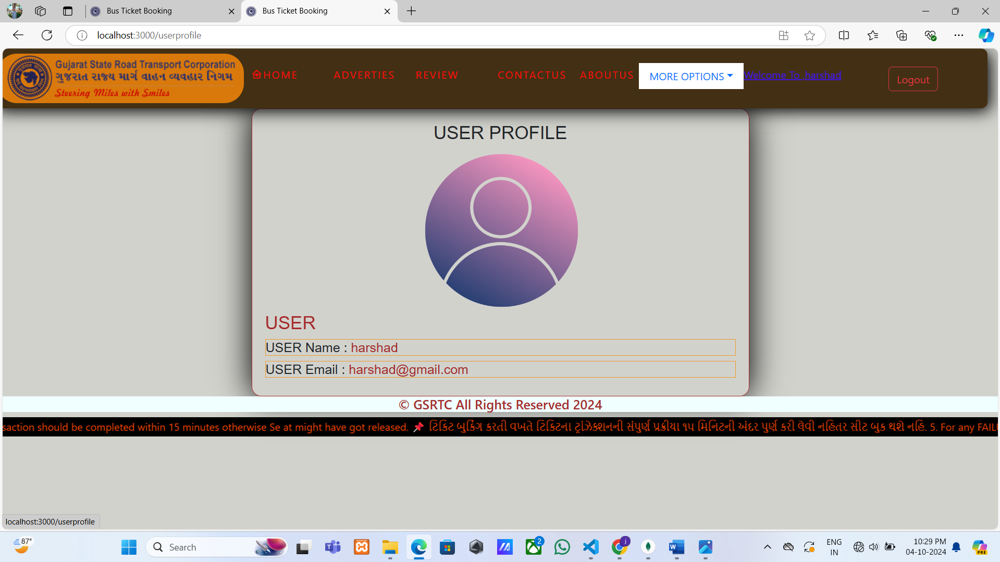 Bus Ticket Booking
Bus Ticket Booking
localhost:3000/userprofile
Gujarat State Road Transport Corporation
ગુજરાત રાજ્ય માર્ગ વાહન વ્યવહાર નિગમ
Steering Miles with Smiles
HOME ADVERTIES REVIEW CONTACTUS ABOUTUS MORE OPTIONS Welcome To ,harshad Logout
USER PROFILE
USER
USER Name : harshad
USER Email : harshad@gmail.com
© GSRTC All Rights Reserved 2024
saction should be completed within 15 minutes otherwise Se at might have got released. 📌 ટિકિટ બુકિંગ કરતી વખતે ટિકિટના ટ્રાંઝેક્શનની સંપુર્ણ પ્રક્રીયા ૧૫ મિનિટની અંદર પુર્ણ કરી લેવી નહિતર સીટ બુક થશે નહિ. 5. For any FAIL
localhost:3000/userprofile
87°
Search
2
j
ENG
IN
10:29 PM
04-10-2024
PRE